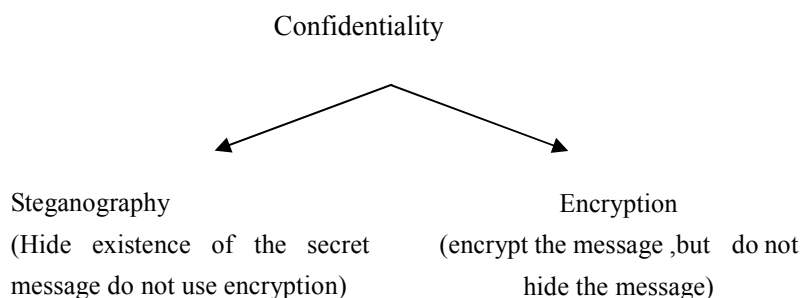 Confidentiality
Steganography
(Hide existence of the secret
message do not use encryption)
Encryption
(encrypt the message ,but do not
hide the message)